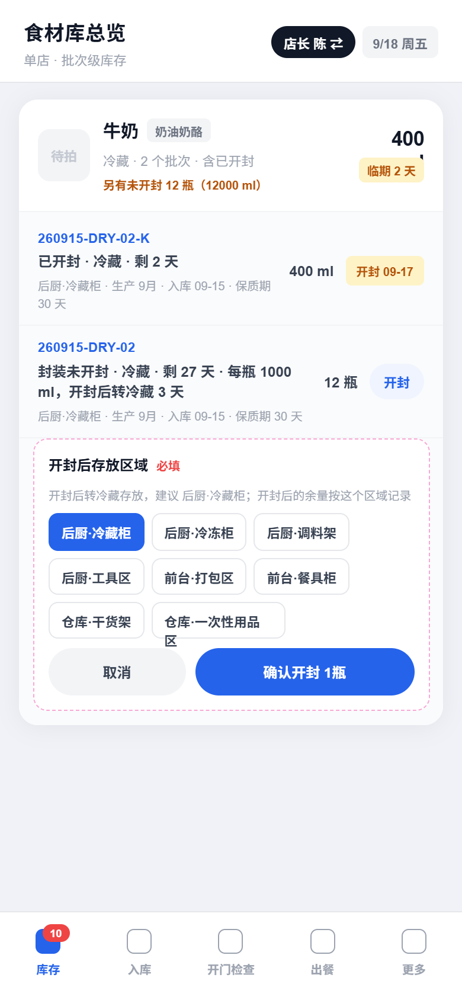 食材库总览
单店 · 批次级库存
店长 陈 ⇄
9/18 周五
待拍
牛奶
奶油奶酪
冷藏 · 2 个批次 · 含已开封
另有未开封 12 瓶（12000 ml）
400
临期 2 天
260915-DRY-02-K
已开封 · 冷藏 · 剩 2 天
后厨·冷藏柜 · 生产 9月 · 入库 09-15 · 保质期
30 天
400 ml
开封 09-17
260915-DRY-02
封装未开封 · 冷藏 · 剩 27 天 · 每瓶 1000
ml，开封后转冷藏 3 天
后厨·冷藏柜 · 生产 9月 · 入库 09-15 · 保质期 30 天
12 瓶
开封
开封后存放区域 必填
开封后转冷藏存放，建议 后厨·冷藏柜；开封后的余量按这个区域记录
后厨·冷藏柜
后厨·冷冻柜
后厨·调料架
后厨·工具区
前台·打包区
前台·餐具柜
仓库·干货架
仓库·一次性用品
区
取消
确认开封 1瓶
10
库存
入库
开门检查
出餐
更多